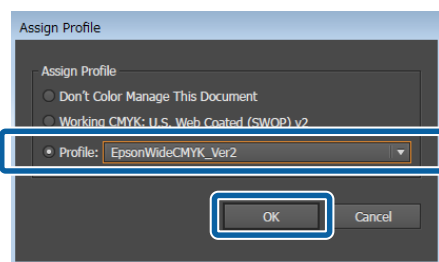 Assign Profile
Assign Profile
Don't Color Manage This Document
Working CMYK: U.S. Web Coated (SWOP) v2
Profile: EpsonWideCMYK_Ver2
OK Cancel